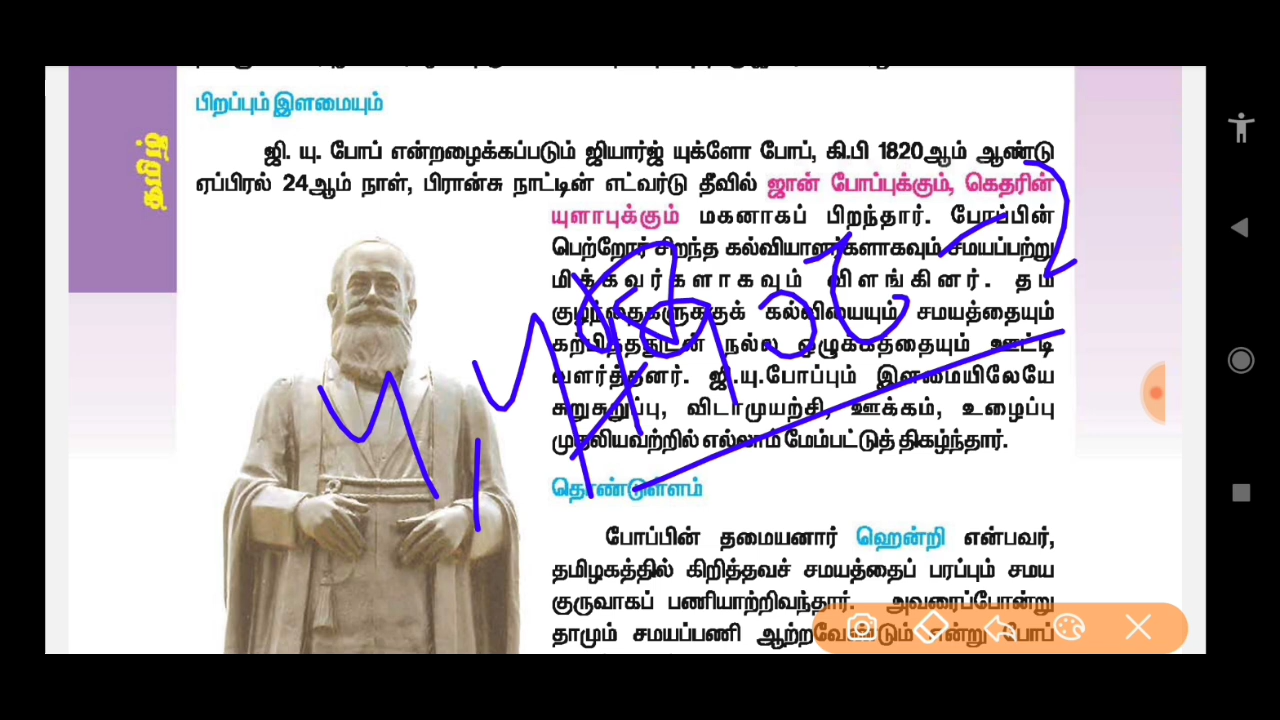 தமிழ்
பிறப்பும் இளமையும்
ஜி. யு. போப் என்றழைக்கப்படும் ஜியார்ஜ் யுக்ளோ போப், கி.பி 1820ஆம் ஆண்டு
ஏப்பிரல் 24ஆம் நாள், பிரான்சு நாட்டின் எட்வர்டு தீவில் ஜான் போப்புக்கும், கெதரின்
யுளாபுக்கும் மகனாகப் பிறந்தார். போப்பின்
பெற்றோர் சிறந்த கல்வியாளர்களாகவும் சமயப்பற்று
மிக்கவர்களாகவும் விளங்கினர். தம்
குழந்தைகளுக்குக் கல்வியையும் சமயத்தையும்
கற்பித்ததுடன் நல்ல ஒழுக்கத்தையும் ஊட்டி
வளர்த்தனர். ஜி.யு.போப்பும் இளமையிலேயே
சுறுசுறுப்பு, விடாமுயற்சி, ஊக்கம், உழைப்பு
முதலியவற்றில் எல்லாம் மேம்பட்டுத் திகழ்ந்தார்.
தொண்டுள்ளம்
போப்பின் தமையனார் ஹென்றி என்பவர்,
தமிழகத்தில் கிறித்தவச் சமயத்தைப் பரப்பும் சமய
குருவாகப் பணியாற்றிவந்தார். அவரைப்போன்று
தாமும் சமயப்பணி ஆற்றவேண்டும் என்று போப்